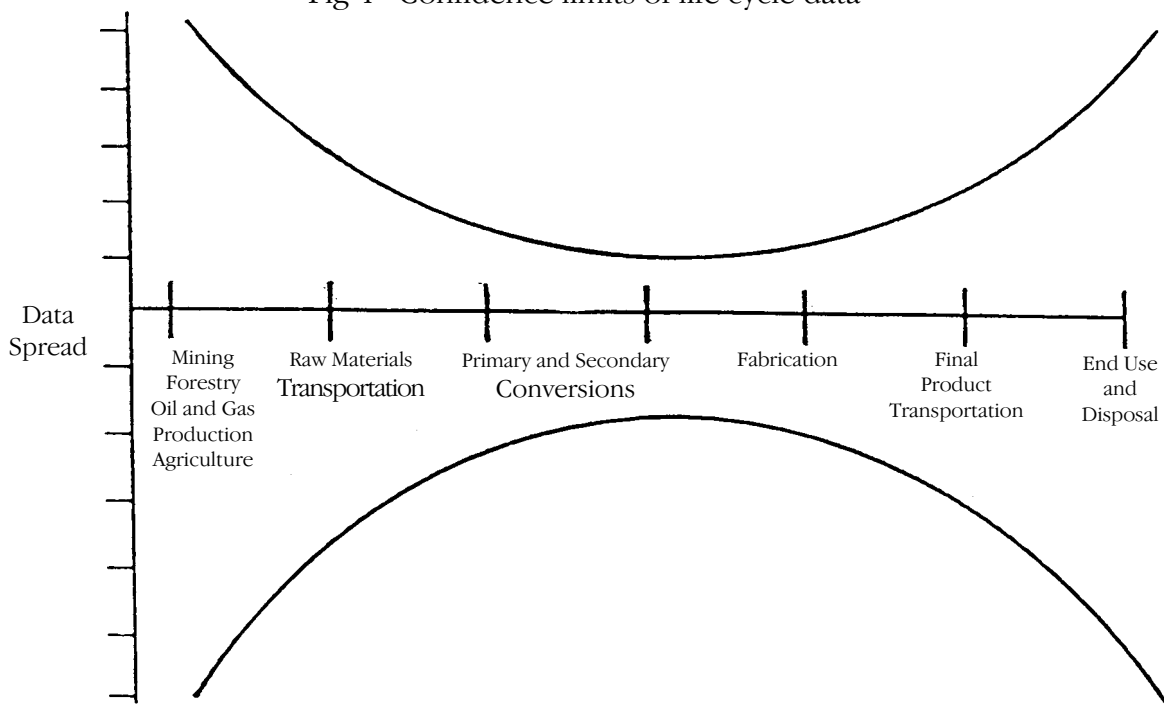 Fig 4 Confidence limits of life cycle data
Data
Spread
Mining
Forestry
Oil and Gas
Production
Agriculture
Raw Materials
Transportation
Primary and Secondary
Conversions
Fabrication
Final
Product
Transportation
End Use
and
Disposal